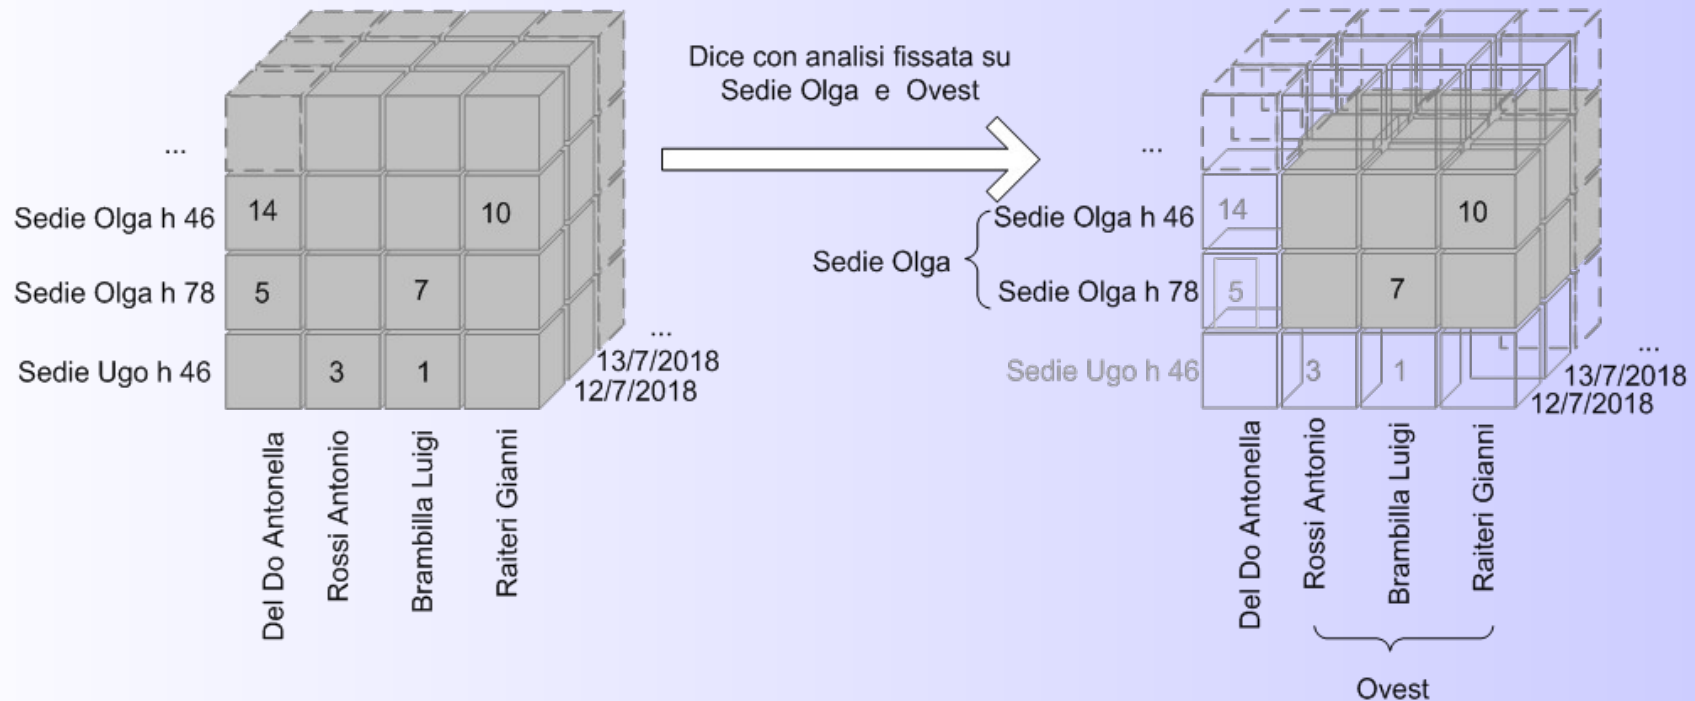 Dice con analisi fissata su
Sedie Olga e Ovest
...
Sedie Olga h 46
14
10
Sedie Olga h 78
5
7
Sedie Ugo h 46
3
1
...
13/7/2018
12/7/2018
Del Do Antonella
Rossi Antonio
Brambilla Luigi
Raiteri Gianni
...
Sedie Olga
Sedie Olga h 46
14
10
Sedie Olga h 78
5
7
Sedie Ugo h 46
3
1
...
13/7/2018
12/7/2018
Del Do Antonella
Rossi Antonio
Brambilla Luigi
Raiteri Gianni
Ovest